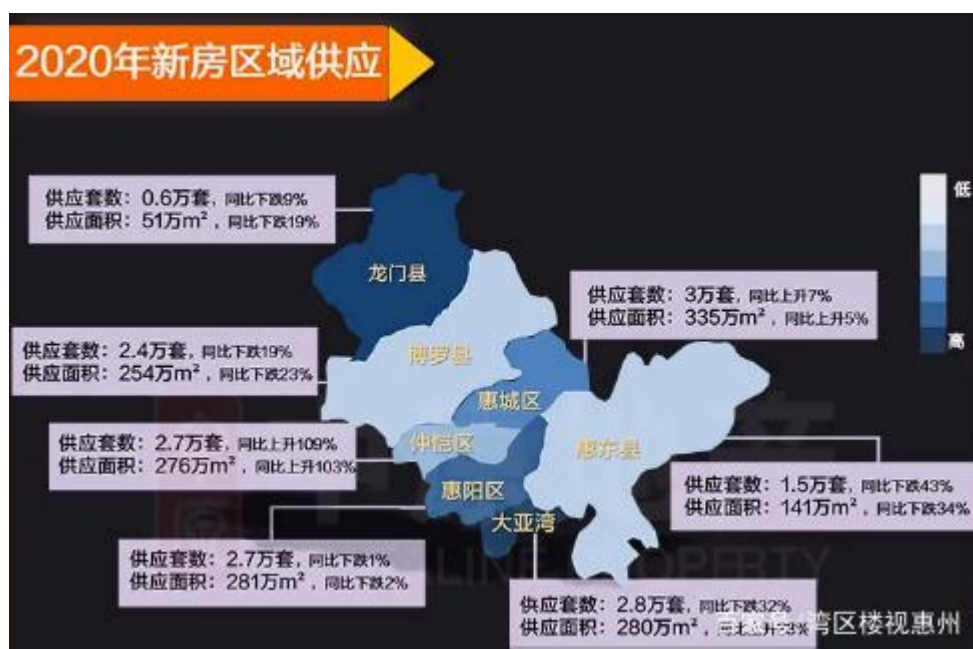 2020年新房区域供应
供应套数：0.6万套，同比下跌9%
供应面积：51万m²，同比下跌19%
低
龙门县
供应套数：3万套，同比上升7%
供应面积：335万m²，同比上升5%
高
供应套数：2.4万套，同比下跌19%
供应面积：254万m²，同比下跌23%
博罗县
惠城区
供应套数：2.7万套，同比上升109%
供应面积：276万m²，同比上升103%
仲恺区
惠东县
惠阳区
供应套数：1.5万套，同比下跌43%
供应面积：141万m²，同比下跌34%
大亚湾
供应套数：2.7万套，同比下跌1%
供应面积：281万m²，同比下跌2%
PROPERTY
供应套数：2.8万套，同比下跌32%
供应面积：280万m²，同比
湾区楼视惠州